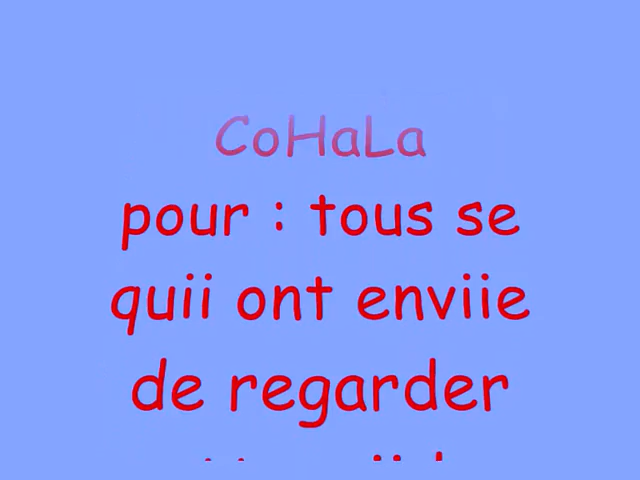 CoHaLa
pour : tous se
quii ont enviie
de regarder